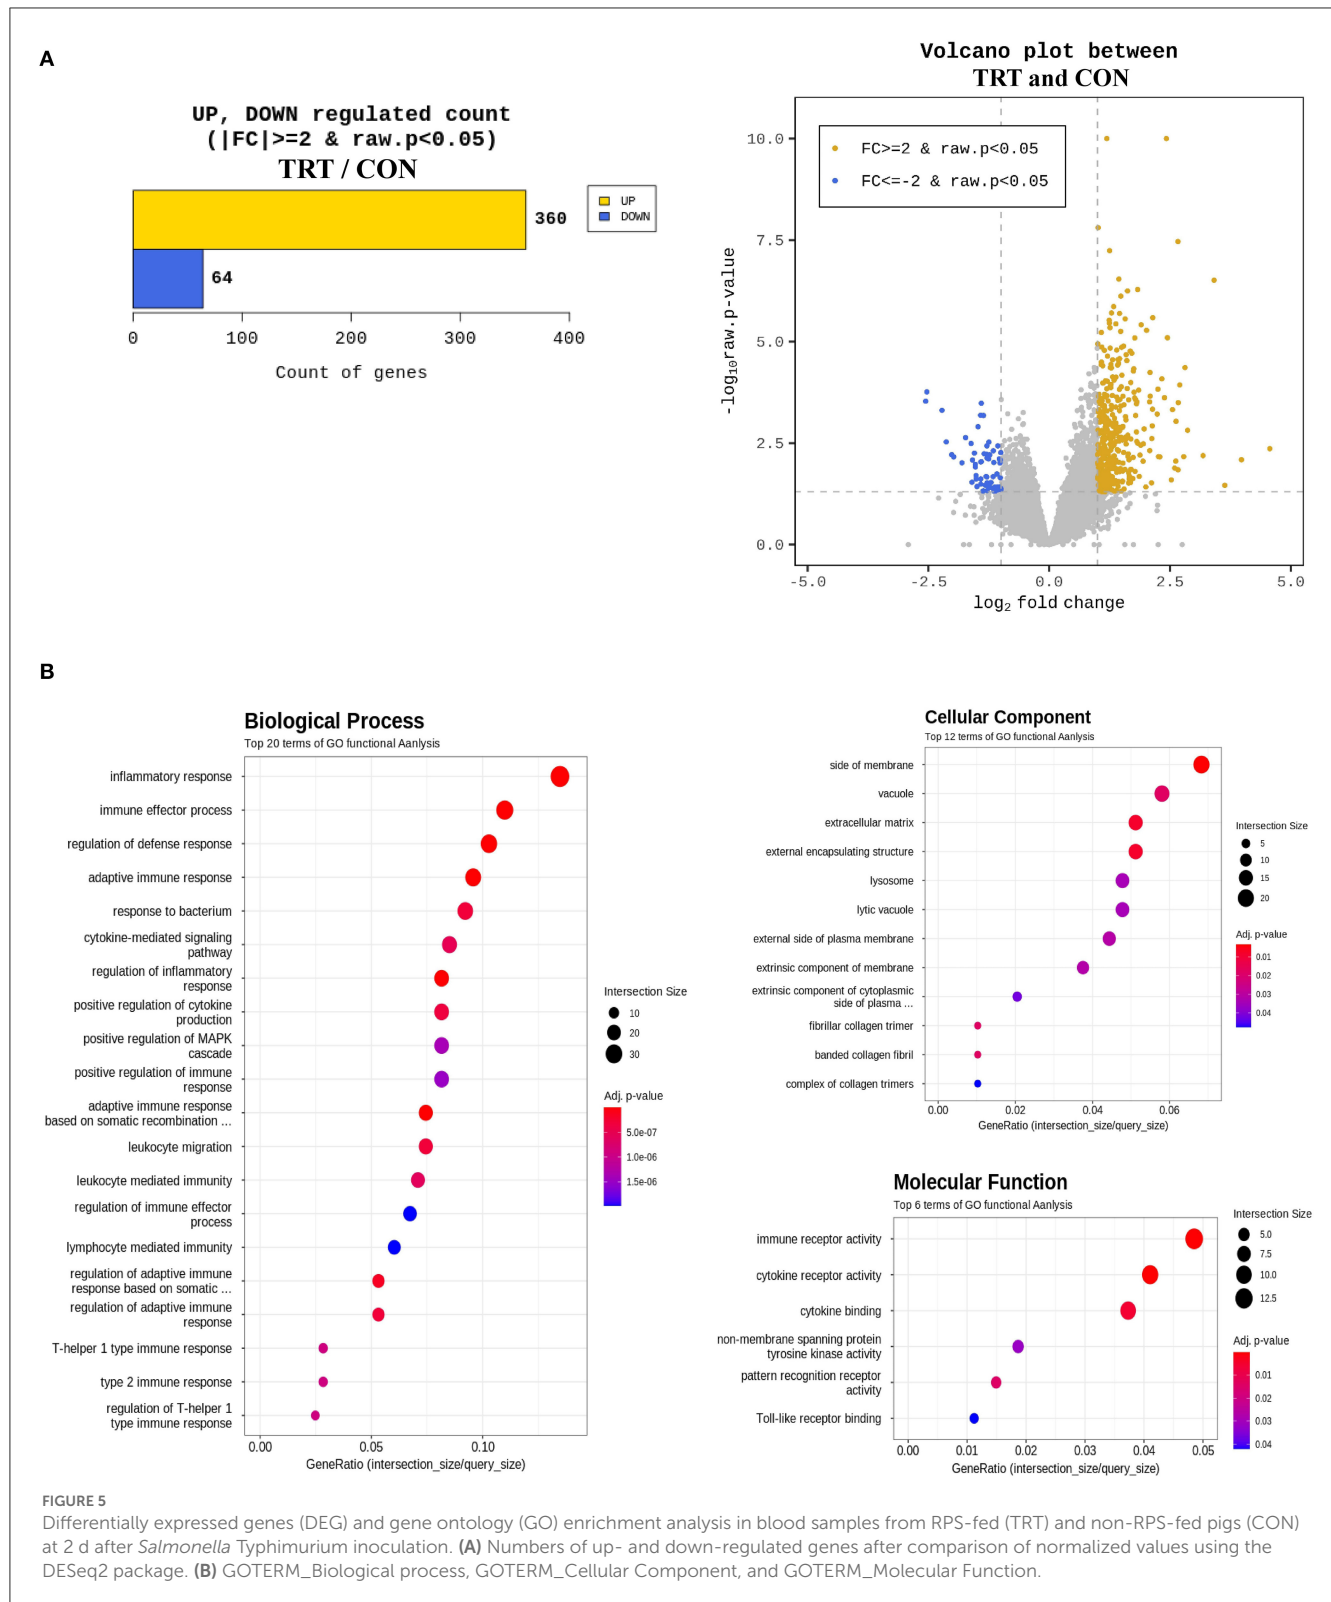 A
UP, DOWN regulated count
(|FC|>=2 & raw.p<0.05)
TRT / CON
360
64
UP
DOWN
0 100 200 300 400
Count of genes
Volcano plot between
TRT and CON
FC>=2 & raw.p<0.05
FC<=-2 & raw.p<0.05
10.0
7.5
5.0
2.5
0.0
-log₁₀raw.p-value
-5.0 -2.5 0.0 2.5 5.0
log₂ fold change
B
Biological Process
Top 20 terms of GO functional Aanlysis
inflammatory response
immune effector process
regulation of defense response
adaptive immune response
response to bacterium
cytokine-mediated signaling
pathway
regulation of inflammatory
response
positive regulation of cytokine
production
positive regulation of MAPK
cascade
positive regulation of immune
response
adaptive immune response
based on somatic recombination ...
leukocyte migration
leukocyte mediated immunity
regulation of immune effector
process
lymphocyte mediated immunity
regulation of adaptive immune
response based on somatic ...
regulation of adaptive immune
response
T-helper 1 type immune response
type 2 immune response
regulation of T-helper 1
type immune response
0.00 0.05 0.10
GeneRatio (intersection_size/query_size)
Intersection Size
10
20
30
Adj. p-value
5.0e-07
1.0e-06
1.5e-06
Cellular Component
Top 12 terms of GO functional Aanlysis
side of membrane
vacuole
extracellular matrix
external encapsulating structure
lysosome
lytic vacuole
external side of plasma membrane
extrinsic component of membrane
extrinsic component of cytoplasmic
side of plasma ...
fibrillar collagen trimer
banded collagen fibril
complex of collagen trimers
0.00 0.02 0.04 0.06
GeneRatio (intersection_size/query_size)
Intersection Size
5
10
15
20
Adj. p-value
0.01
0.02
0.03
0.04
Molecular Function
Top 6 terms of GO functional Aanlysis
immune receptor activity
cytokine receptor activity
cytokine binding
non-membrane spanning protein
tyrosine kinase activity
pattern recognition receptor
activity
Toll-like receptor binding
0.00 0.01 0.02 0.03 0.04 0.05
GeneRatio (intersection_size/query_size)
Intersection Size
5.0
7.5
10.0
12.5
Adj. p-value
0.01
0.02
0.03
0.04
FIGURE 5
Differentially expressed genes (DEG) and gene ontology (GO) enrichment analysis in blood samples from RPS-fed (TRT) and non-RPS-fed pigs (CON)
at 2 d after Salmonella Typhimurium inoculation. (A) Numbers of up- and down-regulated genes after comparison of normalized values using the
DESeq2 package. (B) GOTERM_Biological process, GOTERM_Cellular Component, and GOTERM_Molecular Function.